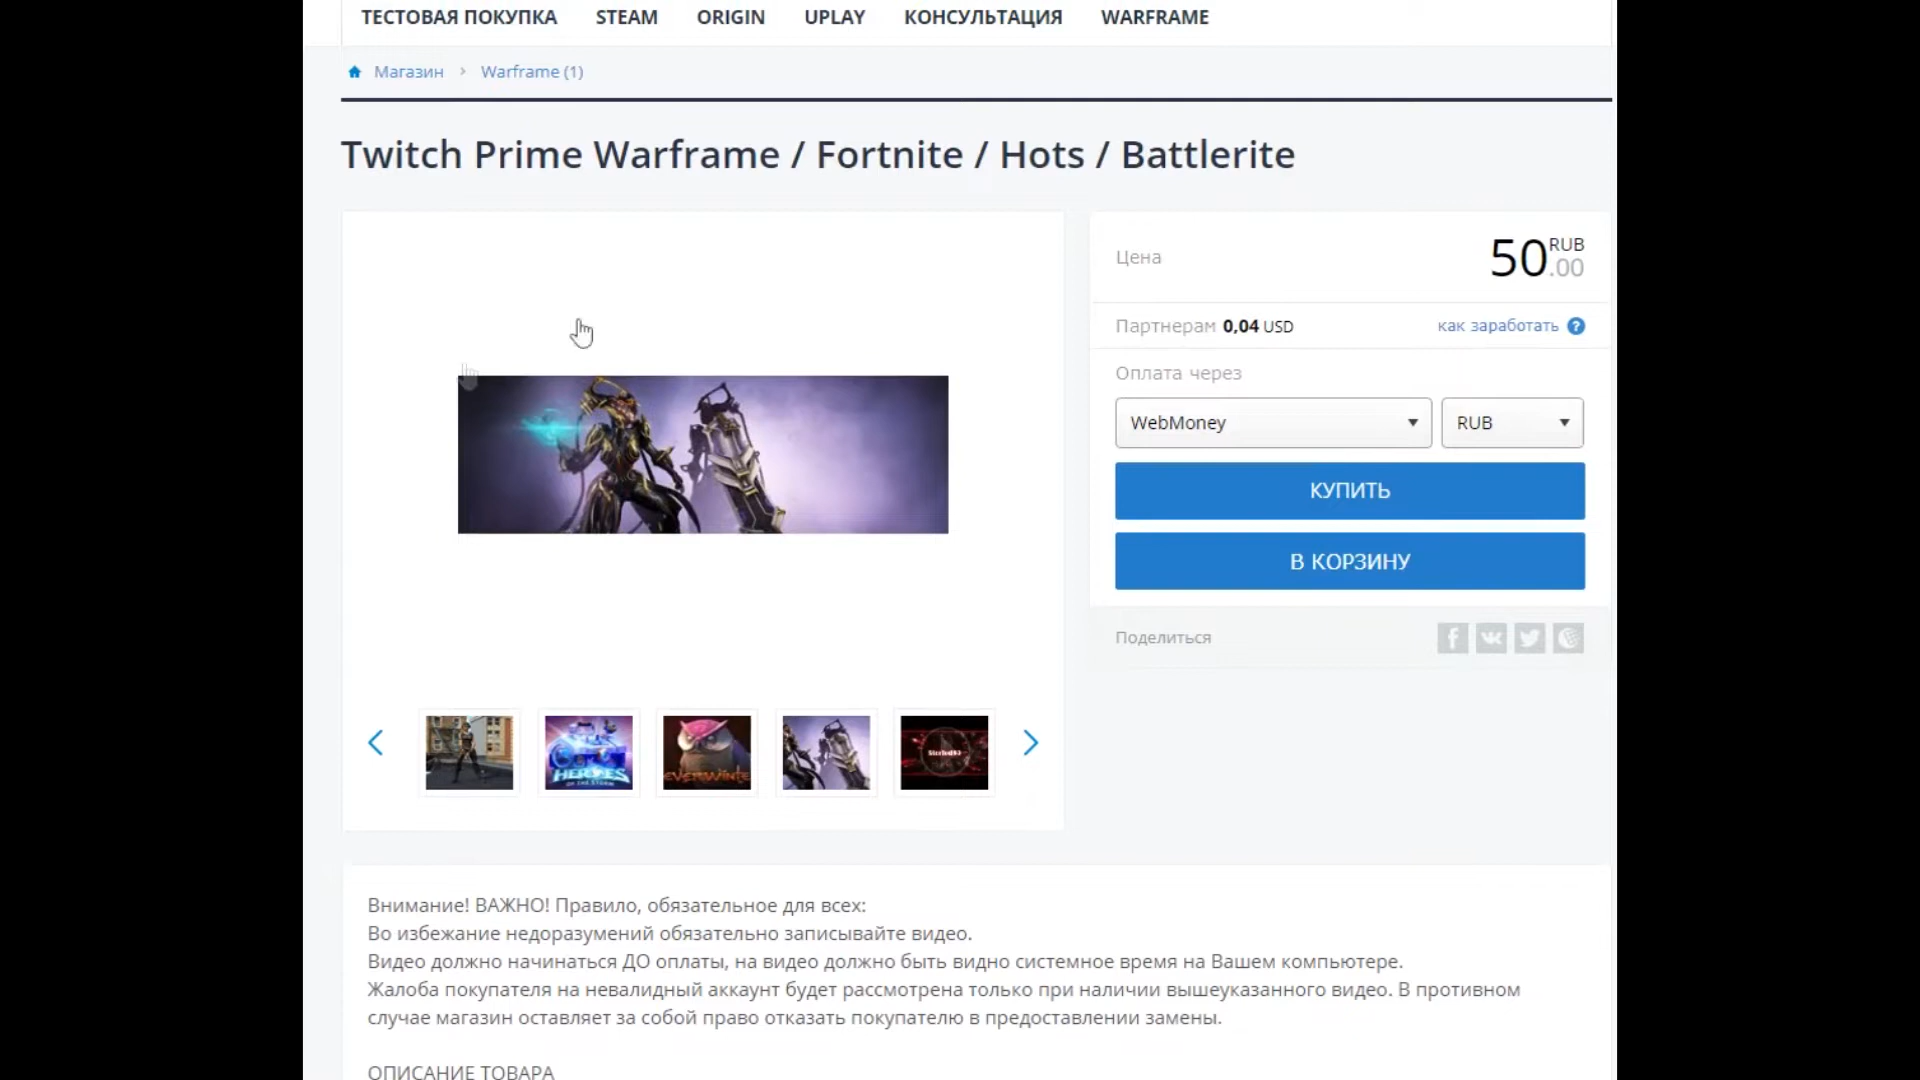 ТЕСТОВАЯ ПОКУПКА STEAM ORIGIN UPLAY КОНСУЛЬТАЦИЯ WARFRAME
Магазин › Warframe (1)
Twitch Prime Warframe / Fortnite / Hots / Battlerite
Цена 50.00 RUB
Партнерам 0,04 USD как заработать ?
Оплата через
WebMoney RUB
КУПИТЬ
В КОРЗИНУ
Поделиться
HEROES
OF THE STORM
Внимание! ВАЖНО! Правило, обязательное для всех:
Во избежание недоразумений обязательно записывайте видео.
Видео должно начинаться ДО оплаты, на видео должно быть видно системное время на Вашем компьютере.
Жалоба покупателя на невалидный аккаунт будет рассмотрена только при наличии вышеуказанного видео. В противном
случае магазин оставляет за собой право отказать покупателю в предоставлении замены.
ОПИСАНИЕ ТОВАРА